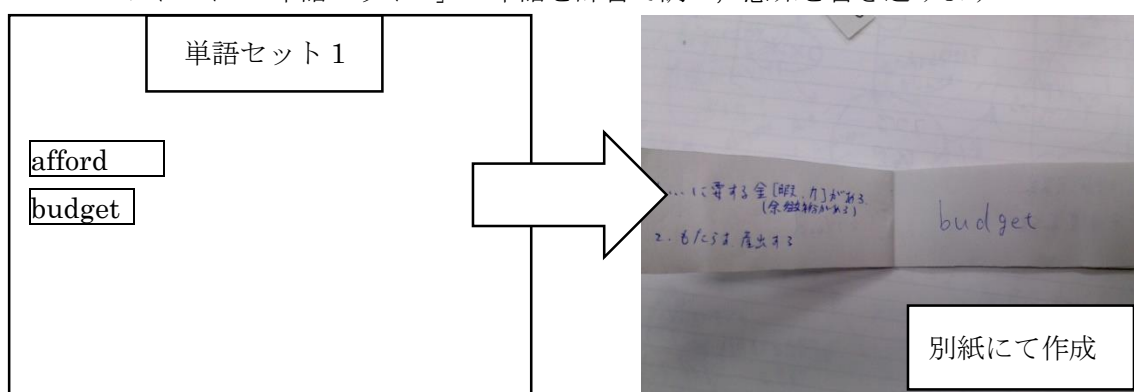 単語セット 1
afford
budget
1. …に要する金[暇、力]がある.
(余裕がある)
2. もたらす 産出する
budget
別紙にて作成